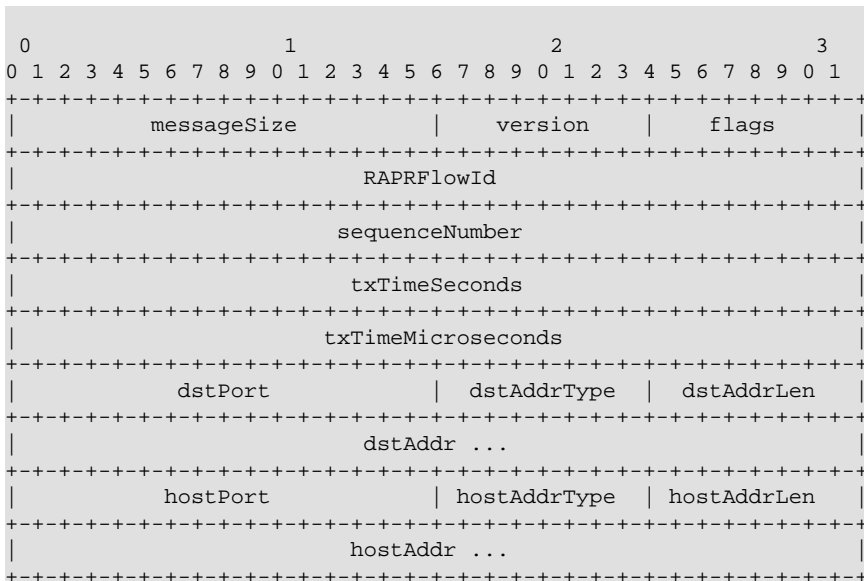 0                   1                   2                   3
0 1 2 3 4 5 6 7 8 9 0 1 2 3 4 5 6 7 8 9 0 1 2 3 4 5 6 7 8 9 0 1
+-+-+-+-+-+-+-+-+-+-+-+-+-+-+-+-+-+-+-+-+-+-+-+-+-+-+-+-+-+-+-+-+
|          messageSize          |    version    |    flags      |
+-+-+-+-+-+-+-+-+-+-+-+-+-+-+-+-+-+-+-+-+-+-+-+-+-+-+-+-+-+-+-+-+
|                          RAPRFlowId                           |
+-+-+-+-+-+-+-+-+-+-+-+-+-+-+-+-+-+-+-+-+-+-+-+-+-+-+-+-+-+-+-+-+
|                        sequenceNumber                         |
+-+-+-+-+-+-+-+-+-+-+-+-+-+-+-+-+-+-+-+-+-+-+-+-+-+-+-+-+-+-+-+-+
|                         txTimeSeconds                         |
+-+-+-+-+-+-+-+-+-+-+-+-+-+-+-+-+-+-+-+-+-+-+-+-+-+-+-+-+-+-+-+-+
|                       txTimeMicroseconds                      |
+-+-+-+-+-+-+-+-+-+-+-+-+-+-+-+-+-+-+-+-+-+-+-+-+-+-+-+-+-+-+-+-+
|            dstPort            |  dstAddrType  |  dstAddrLen   |
+-+-+-+-+-+-+-+-+-+-+-+-+-+-+-+-+-+-+-+-+-+-+-+-+-+-+-+-+-+-+-+-+
|                          dstAddr ...                          |
+-+-+-+-+-+-+-+-+-+-+-+-+-+-+-+-+-+-+-+-+-+-+-+-+-+-+-+-+-+-+-+-+
|           hostPort            | hostAddrType  | hostAddrLen   |
+-+-+-+-+-+-+-+-+-+-+-+-+-+-+-+-+-+-+-+-+-+-+-+-+-+-+-+-+-+-+-+-+
|                         hostAddr ...                          |
+-+-+-+-+-+-+-+-+-+-+-+-+-+-+-+-+-+-+-+-+-+-+-+-+-+-+-+-+-+-+-+-+